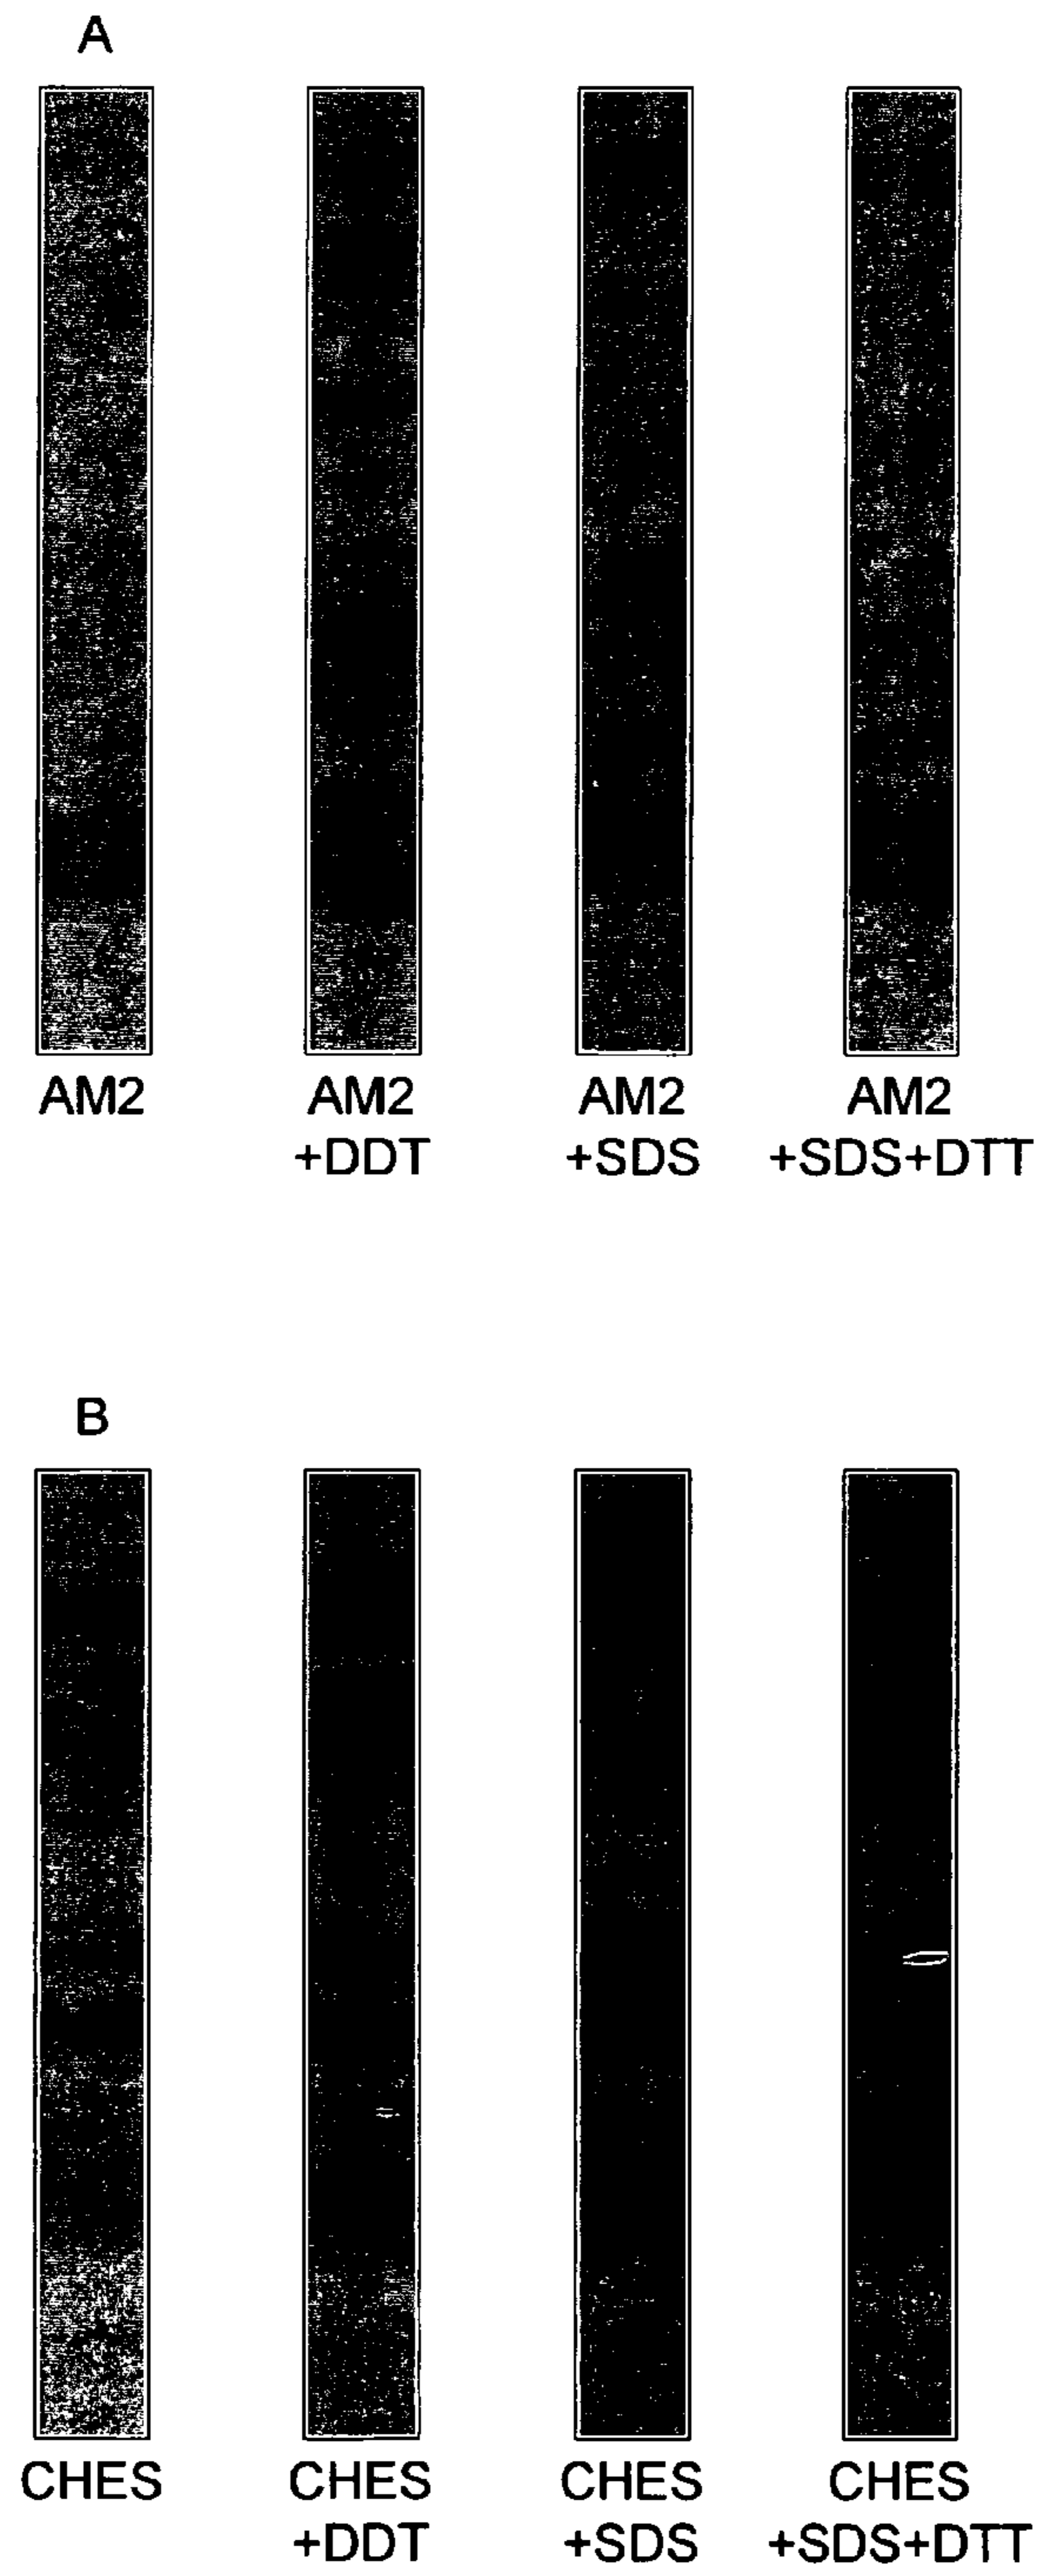 A
AM2 AM2 AM2 AM2
+DDT +SDS +SDS+DTT
B
CHES CHES CHES CHES
+DDT +SDS +SDS+DTT